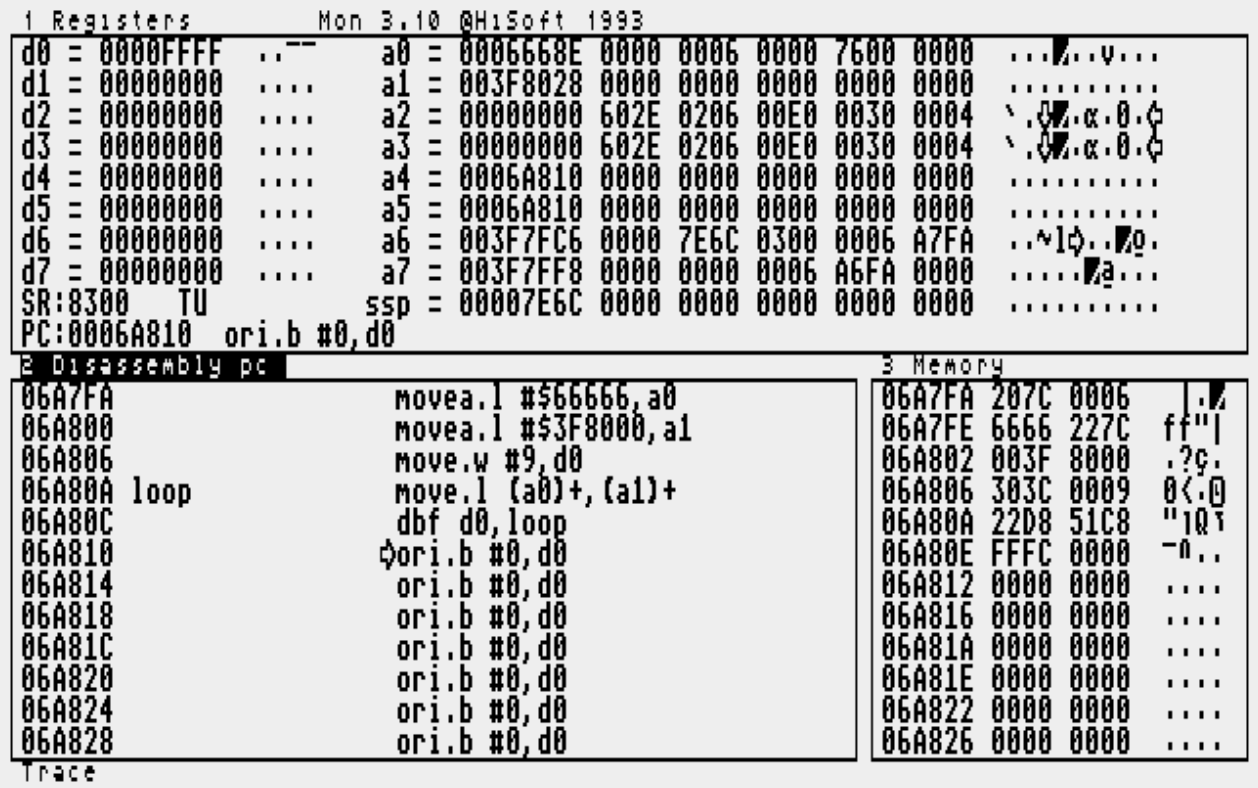 1 Registers Mon 3.10 @HiSoft 1993
d0 = 0000FFFF ..¯¯ a0 = 0006668E 0000 0006 0000 7600 0000 ... ..v...
d1 = 00000000 .... a1 = 003F8028 0000 0000 0000 0000 0000 ..........
d2 = 00000000 .... a2 = 00000000 602E 0206 00E0 0030 0004 `.⇩ .α.0.⇦
d3 = 00000000 .... a3 = 00000000 602E 0206 00E0 0030 0004 `.⇩ .α.0.⇦
d4 = 00000000 .... a4 = 0006A810 0000 0000 0000 0000 0000 ..........
d5 = 00000000 .... a5 = 0006A810 0000 0000 0000 0000 0000 ..........
d6 = 00000000 .... a6 = 003F7FC6 0000 7E6C 0300 0006 A7FA ..~l⇨.. º.
d7 = 00000000 .... a7 = 003F7FF8 0000 0000 0006 A6FA 0000 ..... ª...
SR:8300 TU ssp = 00007E6C 0000 0000 0000 0000 0000 ..........
PC:0006A810 ori.b #0,d0
2 Disassembly pc
06A7FA movea.l #$66666,a0
06A800 movea.l #$3F8000,a1
06A806 move.w #9,d0
06A80A loop move.l (a0)+,(a1)+
06A80C dbf d0,loop
06A810 ⇨ori.b #0,d0
06A814 ori.b #0,d0
06A818 ori.b #0,d0
06A81C ori.b #0,d0
06A820 ori.b #0,d0
06A824 ori.b #0,d0
06A828 ori.b #0,d0
3 Memory
06A7FA 207C 0006 |.
06A7FE 6666 227C ff"|
06A802 003F 8000 .?Ç.
06A806 303C 0009 0<.
06A80A 22D8 51C8 "
06A80E FFFC 0000 ¯ⁿ..
06A812 0000 0000 ....
06A816 0000 0000 ....
06A81A 0000 0000 ....
06A81E 0000 0000 ....
06A822 0000 0000 ....
06A826 0000 0000 ....
Trace